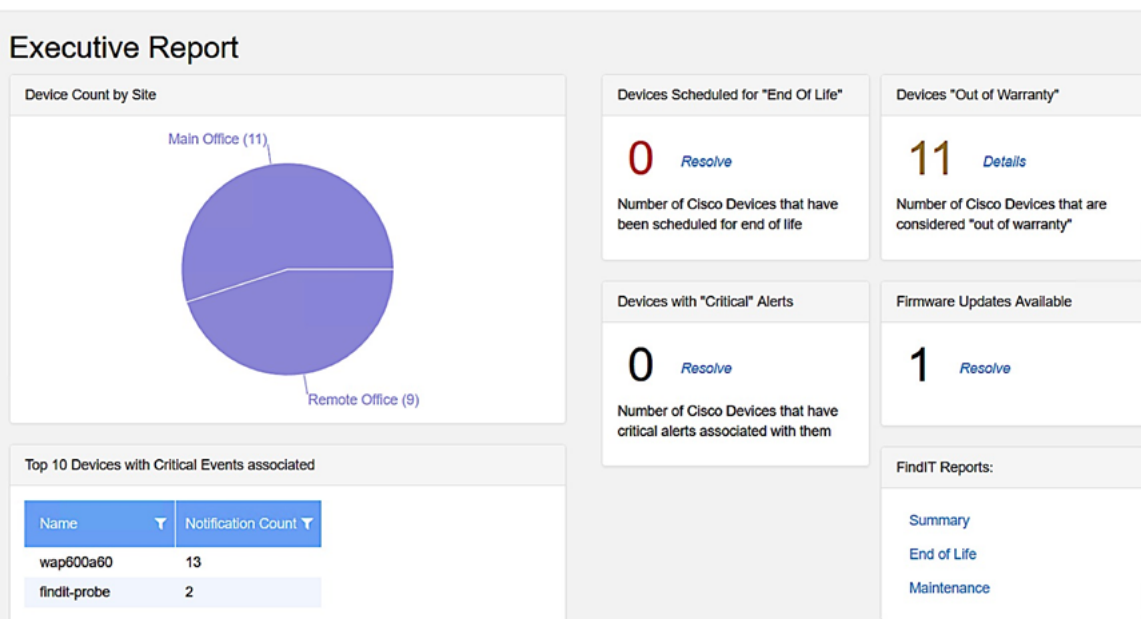 Executive Report
Device Count by Site
Main Office (11)
Remote Office (9)
Devices Scheduled for "End Of Life"
0 Resolve
Number of Cisco Devices that have
been scheduled for end of life
Devices "Out of Warranty"
11 Details
Number of Cisco Devices that are
considered "out of warranty"
Devices with "Critical" Alerts
0 Resolve
Number of Cisco Devices that have
critical alerts associated with them
Firmware Updates Available
1 Resolve
Top 10 Devices with Critical Events associated
Name Notification Count
wap600a60 13
findit-probe 2
FindIT Reports:
Summary
End of Life
Maintenance